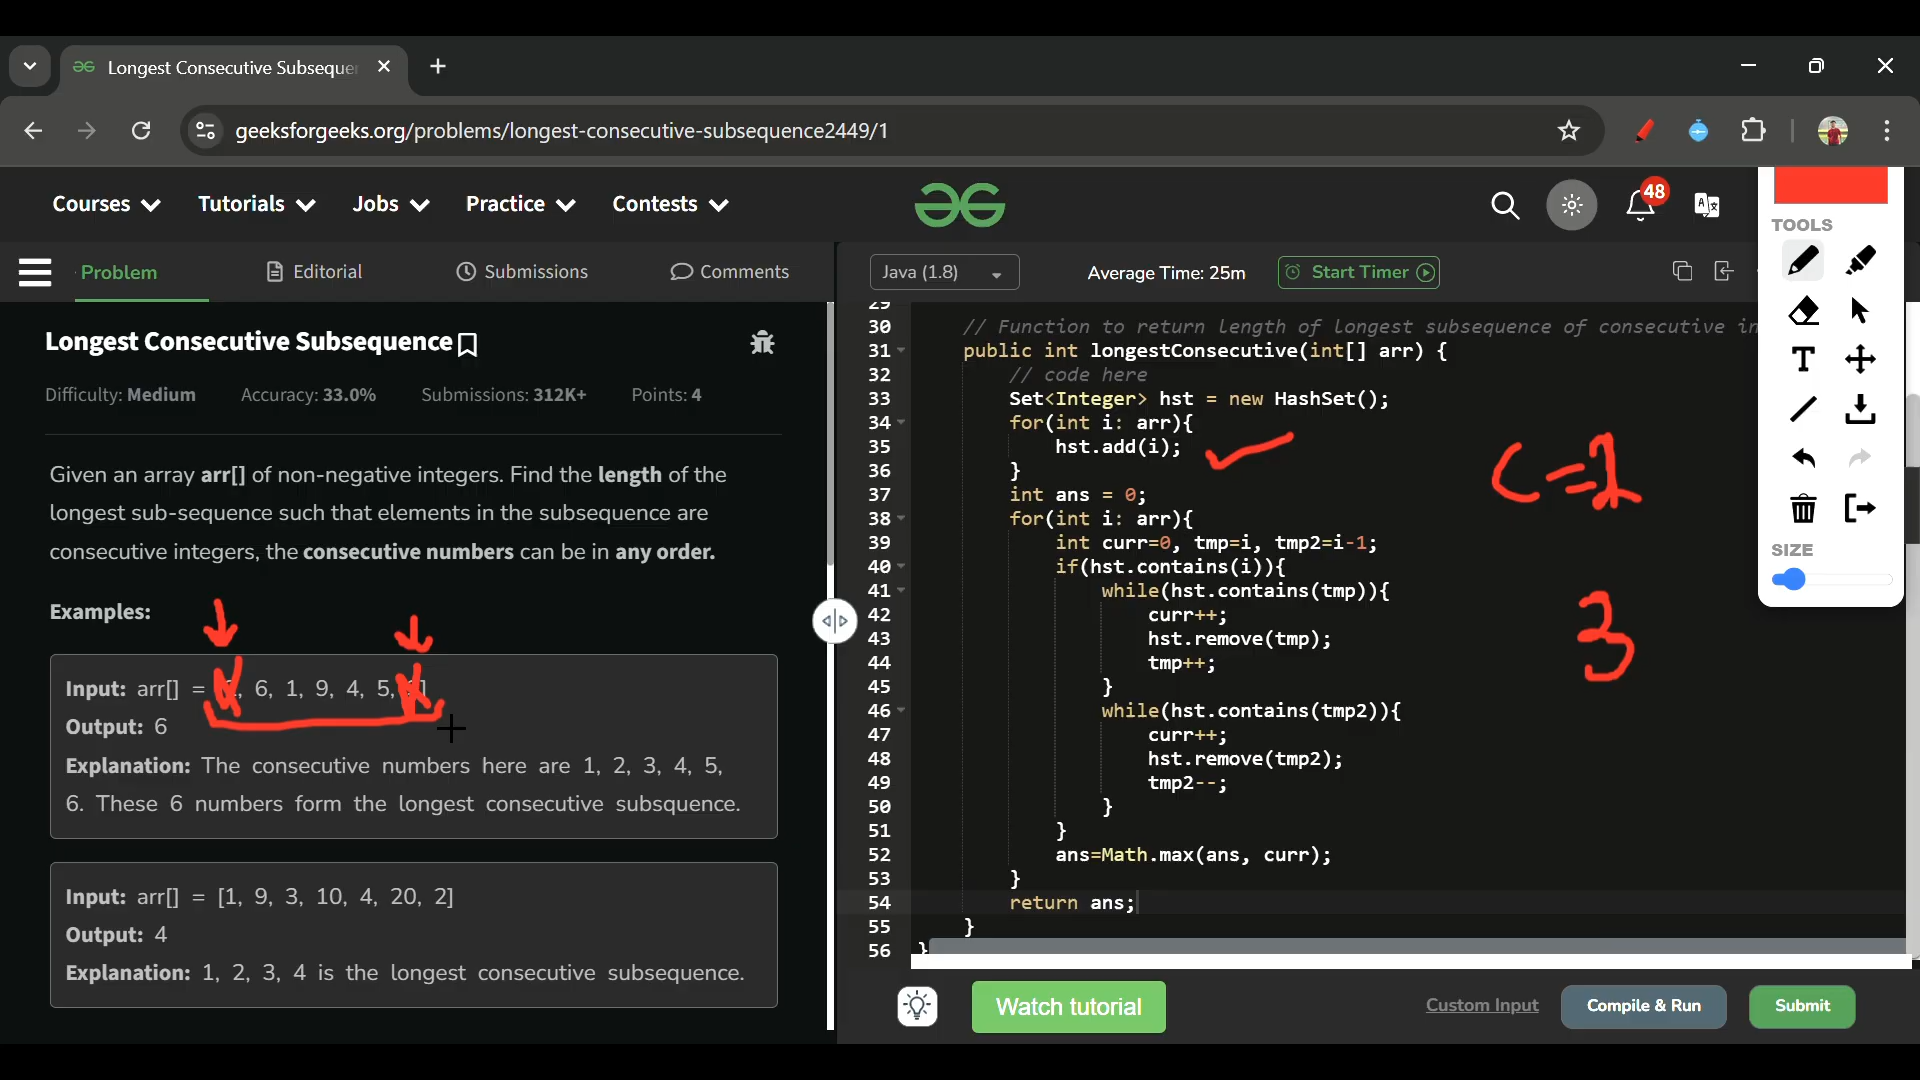 Longest Consecutive Subseque
geeksforgeeks.org/problems/longest-consecutive-subsequence2449/1
Courses
Tutorials
Jobs
Practice
Contests
48
TOOLS
T
SIZE
Problem
Editorial
Submissions
Comments
Java (1.8)
Average Time: 25m
Start Timer
Longest Consecutive Subsequence
Difficulty: Medium
Accuracy: 33.0%
Submissions: 312K+
Points: 4
Given an array arr[] of non-negative integers. Find the length of the
longest sub-sequence such that elements in the subsequence are
consecutive integers, the consecutive numbers can be in any order.
Examples:
Input: arr[] = , 6, 1, 9, 4, 5, ]
Output: 6
Explanation: The consecutive numbers here are 1, 2, 3, 4, 5,
6. These 6 numbers form the longest consecutive subsquence.
Input: arr[] = [1, 9, 3, 10, 4, 20, 2]
Output: 4
Explanation: 1, 2, 3, 4 is the longest consecutive subsequence.
29
30 // Function to return length of longest subsequence of consecutive in
31 public int longestConsecutive(int[] arr) {
32 // code here
33 Set<Integer> hst = new HashSet();
34 for(int i: arr){
35 hst.add(i);
36 }
37 int ans = 0;
38 for(int i: arr){
39 int curr=0, tmp=i, tmp2=i-1;
40 if(hst.contains(i)){
41 while(hst.contains(tmp)){
42 curr++;
43 hst.remove(tmp);
44 tmp++;
45 }
46 while(hst.contains(tmp2)){
47 curr++;
48 hst.remove(tmp2);
49 tmp2--;
50 }
51 }
52 ans=Math.max(ans, curr);
53 }
54 return ans;
55 }
56 }
C=2
3
Watch tutorial
Custom Input
Compile & Run
Submit